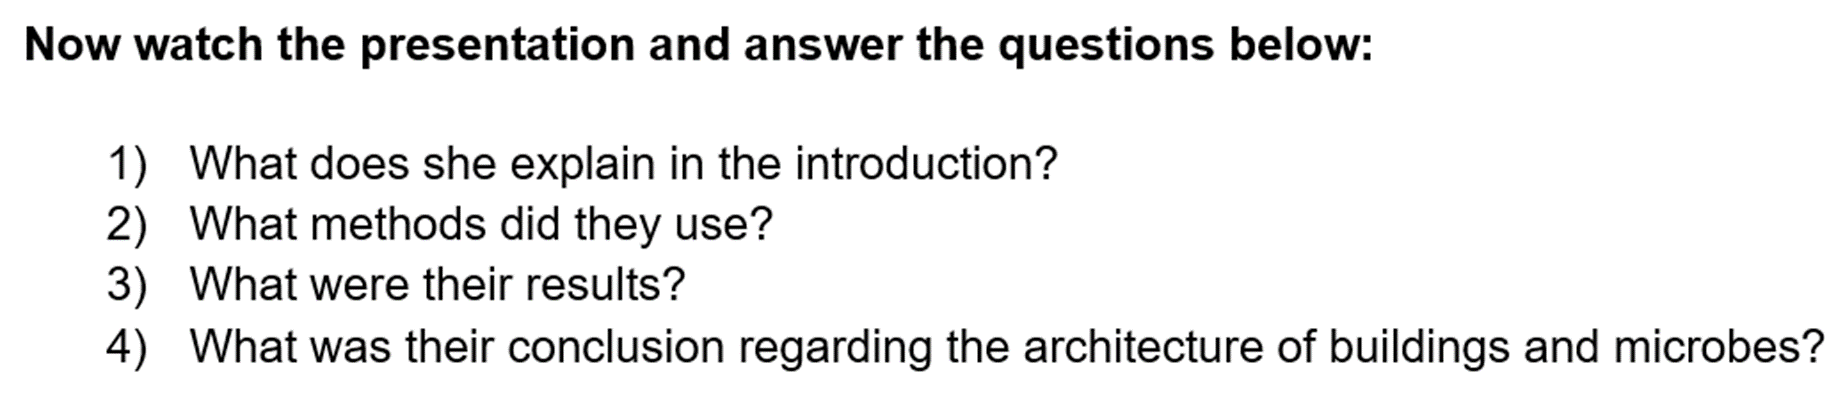 Now watch the presentation and answer the questions below:
1) What does she explain in the introduction?
2) What methods did they use?
3) What were their results?
4) What was their conclusion regarding the architecture of buildings and microbes?